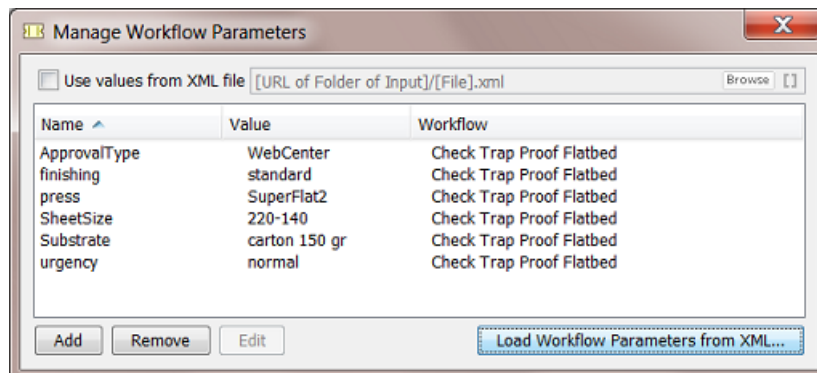 Manage Workflow Parameters
Use values from XML file [URL of Folder of Input]/[File].xml Browse []
Name Value Workflow
ApprovalType WebCenter Check Trap Proof Flatbed
finishing standard Check Trap Proof Flatbed
press SuperFlat2 Check Trap Proof Flatbed
SheetSize 220-140 Check Trap Proof Flatbed
Substrate carton 150 gr Check Trap Proof Flatbed
urgency normal Check Trap Proof Flatbed
Add Remove Edit Load Workflow Parameters from XML...